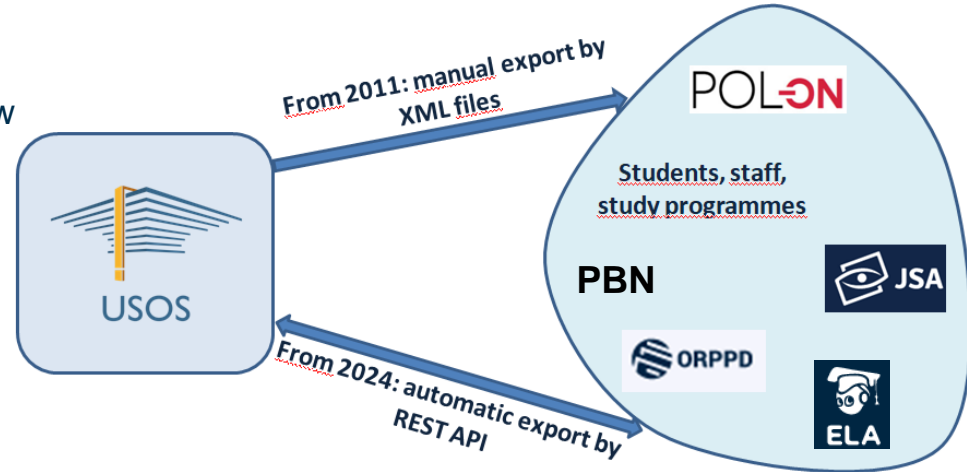 w
From 2011: manual export by
XML files
POL-ON
Students, staff,
study programmes
PBN
JSA
USOS
ORPPD
From 2024: automatic export by
REST API
ELA